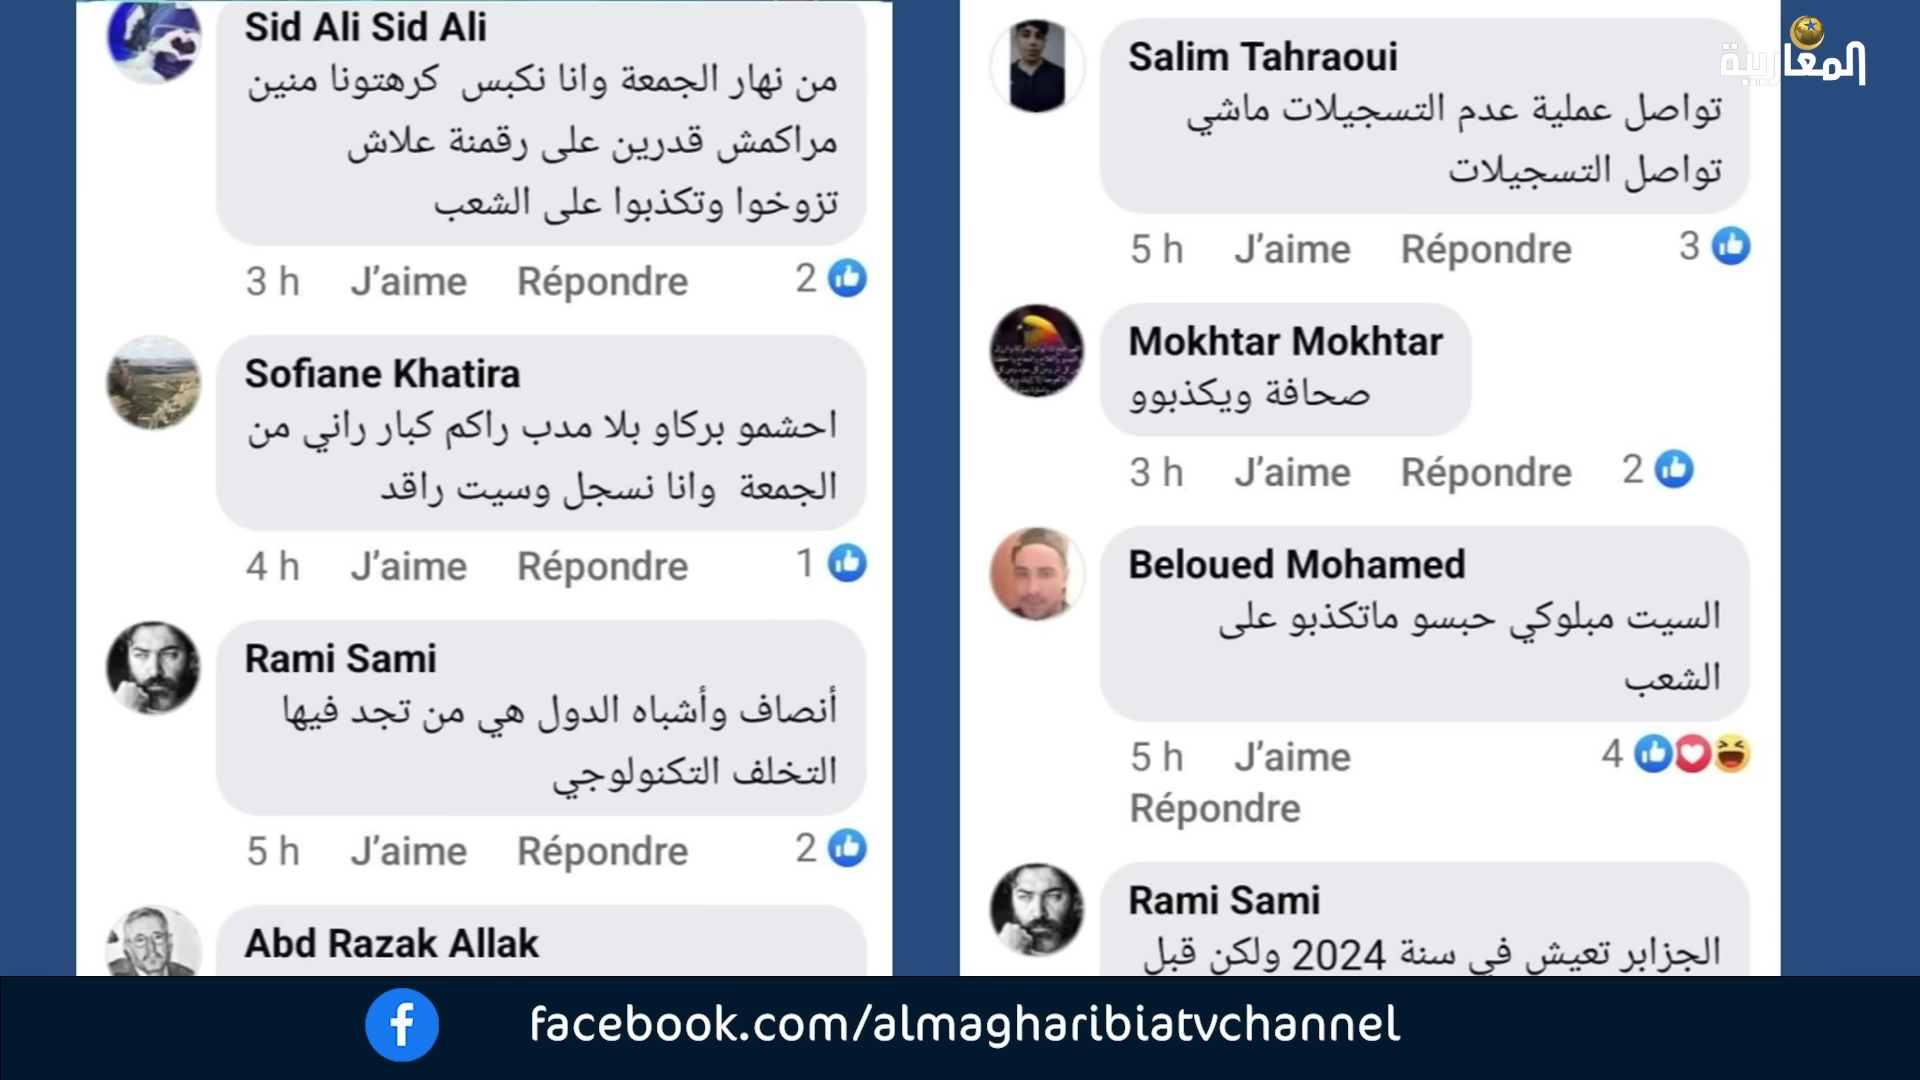 Sid Ali Sid Ali
من نهار الجمعة وانا نكبس كرهتونا منين
مراكمش قدرين على رقمنة علاش
تزوخوا وتكذبوا على الشعب
3 h J’aime Répondre 2
Sofiane Khatira
احشمو بركاو بلا مدب راكم كبار راني من
الجمعة وانا نسجل وسيت راقد
4 h J’aime Répondre 1
Rami Sami
أنصاف وأشباه الدول هي من تجد فيها
التخلف التكنولوجي
5 h J’aime Répondre 2
Abd Razak Allak
المغاربية
Salim Tahraoui
تواصل عملية عدم التسجيلات ماشي
تواصل التسجيلات
5 h J’aime Répondre 3
Mokhtar Mokhtar
صحافة ويكذبوو
3 h J’aime Répondre 2
Beloued Mohamed
السيت مبلوكي حبسو ماتكذبو على
الشعب
5 h J’aime 4
Répondre
Rami Sami
الجزابر تعيش في سنة 2024 ولكن قبل
facebook.com/almagharibiatvchannel